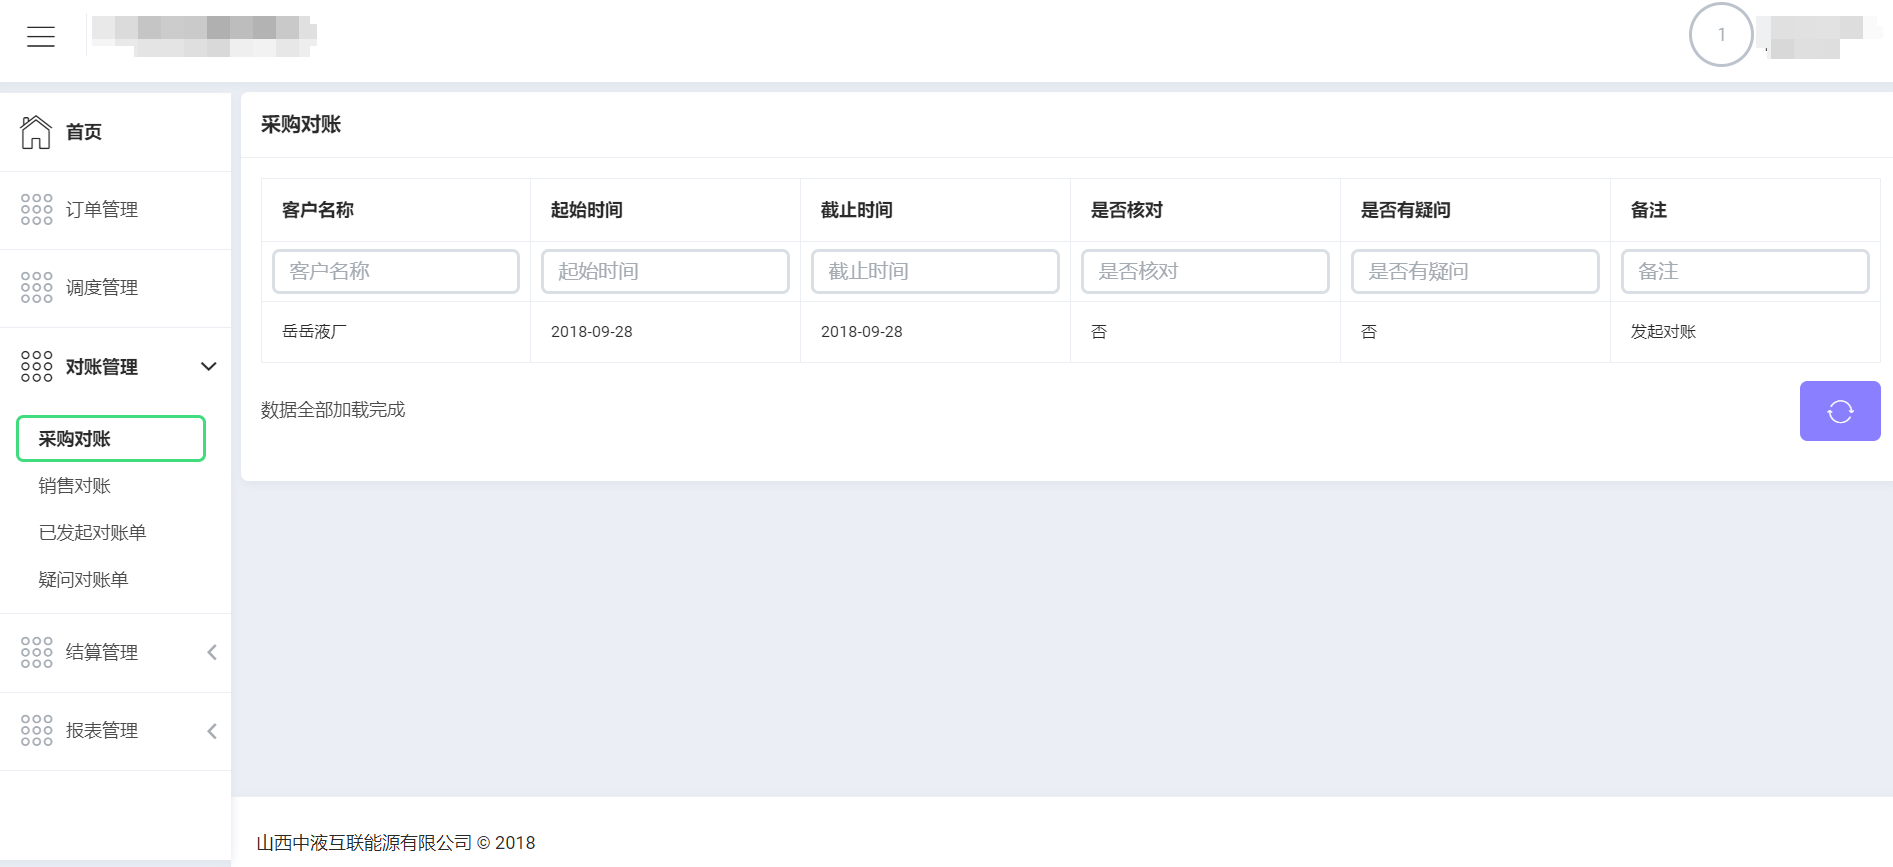 1
首页
订单管理
调度管理
对账管理
采购对账
销售对账
已发起对账单
疑问对账单
结算管理
报表管理
采购对账
客户名称 起始时间 截止时间 是否核对 是否有疑问 备注
客户名称 起始时间 截止时间 是否核对 是否有疑问 备注
岳岳液厂 2018-09-28 2018-09-28 否 否 发起对账
数据全部加载完成
山西中液互联能源有限公司 © 2018